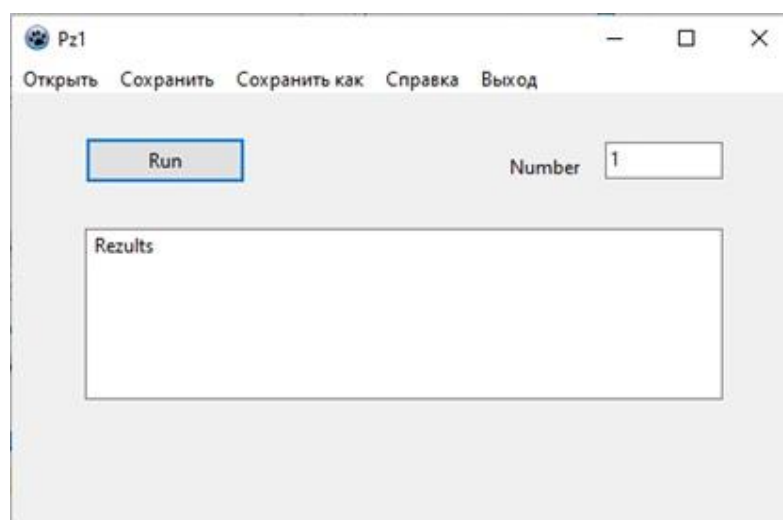 Pz1
Открыть Сохранить Сохранить как Справка Выход
Run Number 1
Rezults